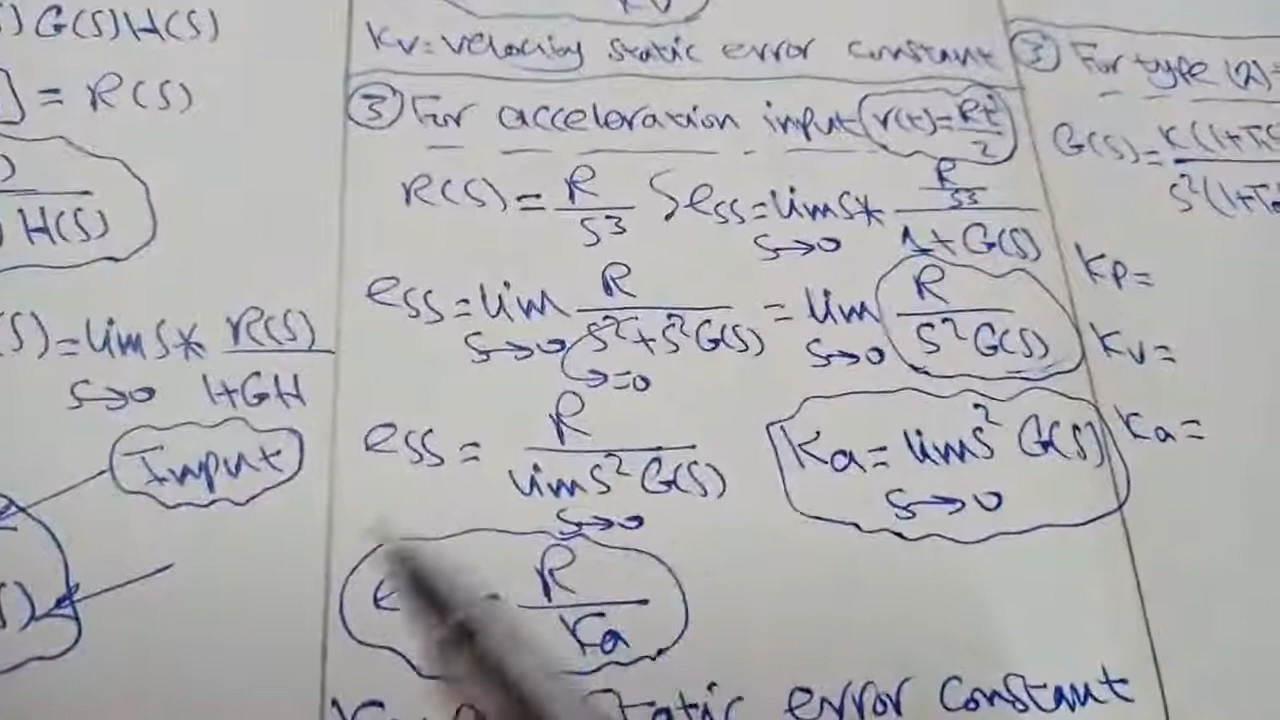 ) G(S)H(S)
] = R(S)
H(S)
S) = lim S* R(S)
S→0 1+GH
Input
Kv = velocity static error constant
③ For acceleration input r(t) = Rt²/2
R(S) = R/S³ } ess = lim S* (R/S³)/(1+G(S))
S→0
ess = lim R/(S²+S²G(S)) = lim R/(S²G(S))
S→0 →=0 S→0
ess = R/(lim S² G(S))
S→0
Ka = lim S² G(S)
S→0
R/Ka
static error constant
③ For type (2) =
G(S) = K(1+T
S²(1+T
Kp =
Kv =
Ka =